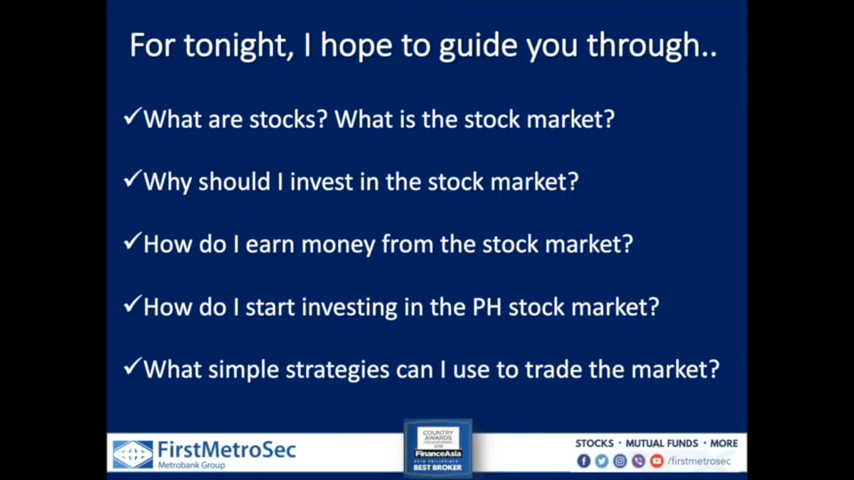 For tonight, I hope to guide you through..
✓What are stocks? What is the stock market?
✓Why should I invest in the stock market?
✓How do I earn money from the stock market?
✓How do I start investing in the PH stock market?
✓What simple strategies can I use to trade the market?
FirstMetroSec
Metrobank Group
COUNTRY
AWARDS
FinanceAsia
BEST BROKER
STOCKS · MUTUAL FUNDS · MORE
/firstmetrosec